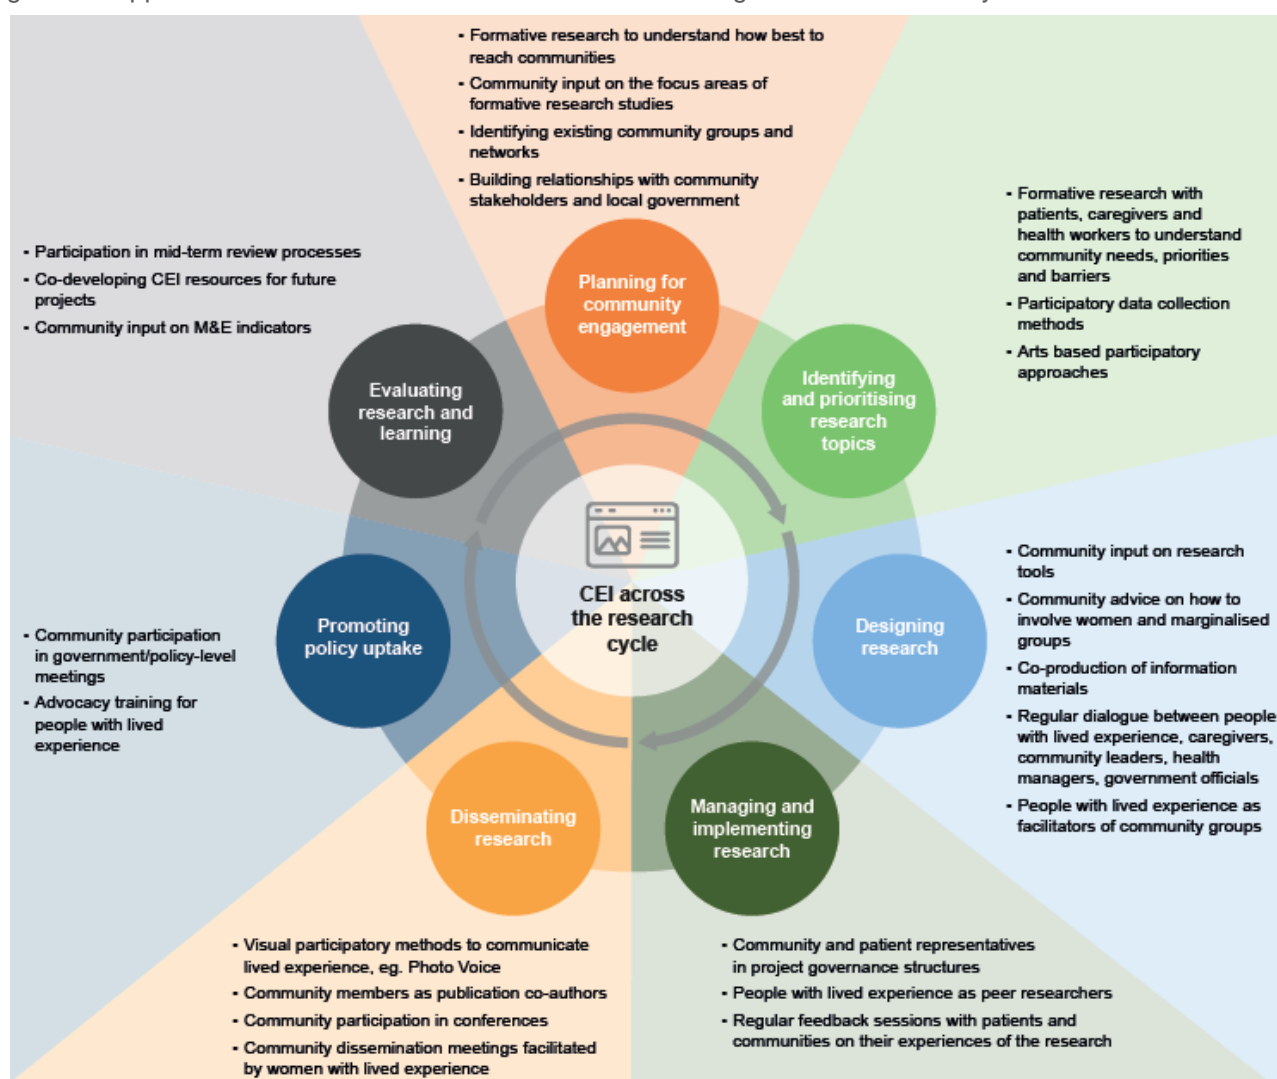 - Formative research to understand how best to
reach communities
- Community input on the focus areas of
formative research studies
- Identifying existing community groups and
networks
- Building relationships with community
stakeholders and local government
Planning for
community
engagement
- Formative research with
patients, caregivers and
health workers to understand
community needs, priorities
and barriers
- Participatory data collection
methods
- Arts based participatory
approaches
Identifying
and prioritising
research
topics
- Community input on research
tools
- Community advice on how to
involve women and marginalised
groups
- Co-production of information
materials
- Regular dialogue between people
with lived experience, caregivers,
community leaders, health
managers, government officials
- People with lived experience as
facilitators of community groups
Designing
research
Managing and
implementing
research
- Community and patient representatives
in project governance structures
- People with lived experience as peer researchers
- Regular feedback sessions with patients and
communities on their experiences of the research
Disseminating
research
- Visual participatory methods to communicate
lived experience, eg. Photo Voice
- Community members as publication co-authors
- Community participation in conferences
- Community dissemination meetings facilitated
by women with lived experience
Promoting
policy uptake
- Community participation
in government/policy-level
meetings
- Advocacy training for
people with lived
experience
Evaluating
research and
learning
- Participation in mid-term review processes
- Co-developing CEI resources for future
projects
- Community input on M&E indicators
CEI across
the research
cycle